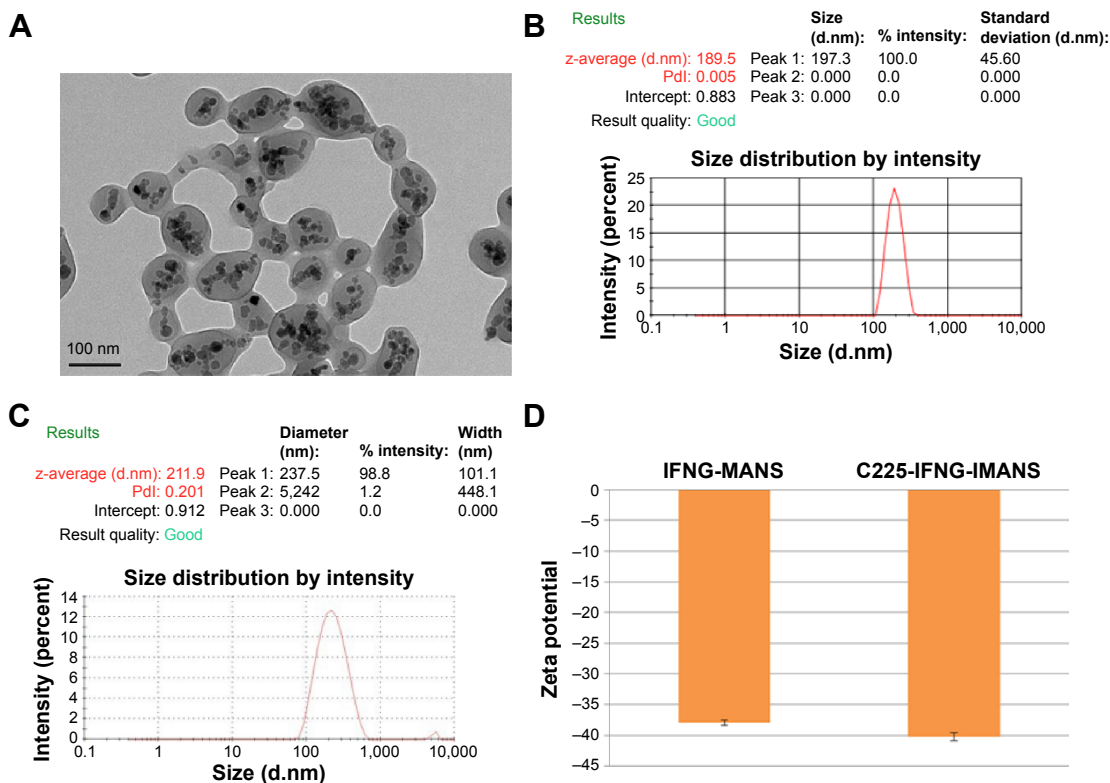 A
100 nm
B
Results
Size (d.nm): % intensity: Standard deviation (d.nm):
z-average (d.nm): 189.5 Peak 1: 197.3 100.0 45.60
PdI: 0.005 Peak 2: 0.000 0.0 0.000
Intercept: 0.883 Peak 3: 0.000 0.0 0.000
Result quality: Good
Size distribution by intensity
Intensity (percent)
25
20
15
10
5
0
0.1 1 10 100 1,000 10,000
Size (d.nm)
C
Results
Diameter (nm): % intensity: Width (nm)
z-average (d.nm): 211.9 Peak 1: 237.5 98.8 101.1
PdI: 0.201 Peak 2: 5,242 1.2 448.1
Intercept: 0.912 Peak 3: 0.000 0.0 0.000
Result quality: Good
Size distribution by intensity
Intensity (percent)
14
12
10
8
6
4
2
0
0.1 1 10 100 1,000 10,000
Size (d.nm)
D
IFNG-MANS C225-IFNG-IMANS
Zeta potential
0
–5
–10
–15
–20
–25
–30
–35
–40
–45